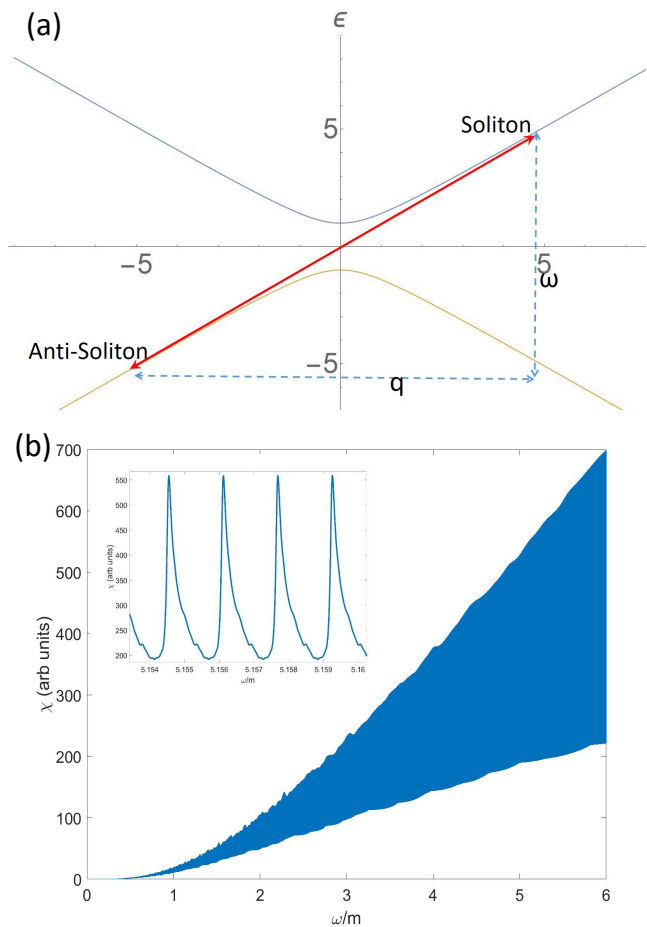 (a)
ϵ
Soliton
5
−5
5
ω
Anti-Soliton
−5
q
(b)
700
600
500
400
300
200
100
0
χ (arb units)
550
500
450
400
350
300
250
200
χ (arb units)
5.154 5.155 5.156 5.157 5.158 5.159 5.16
ω/m
0 1 2 3 4 5 6
ω/m